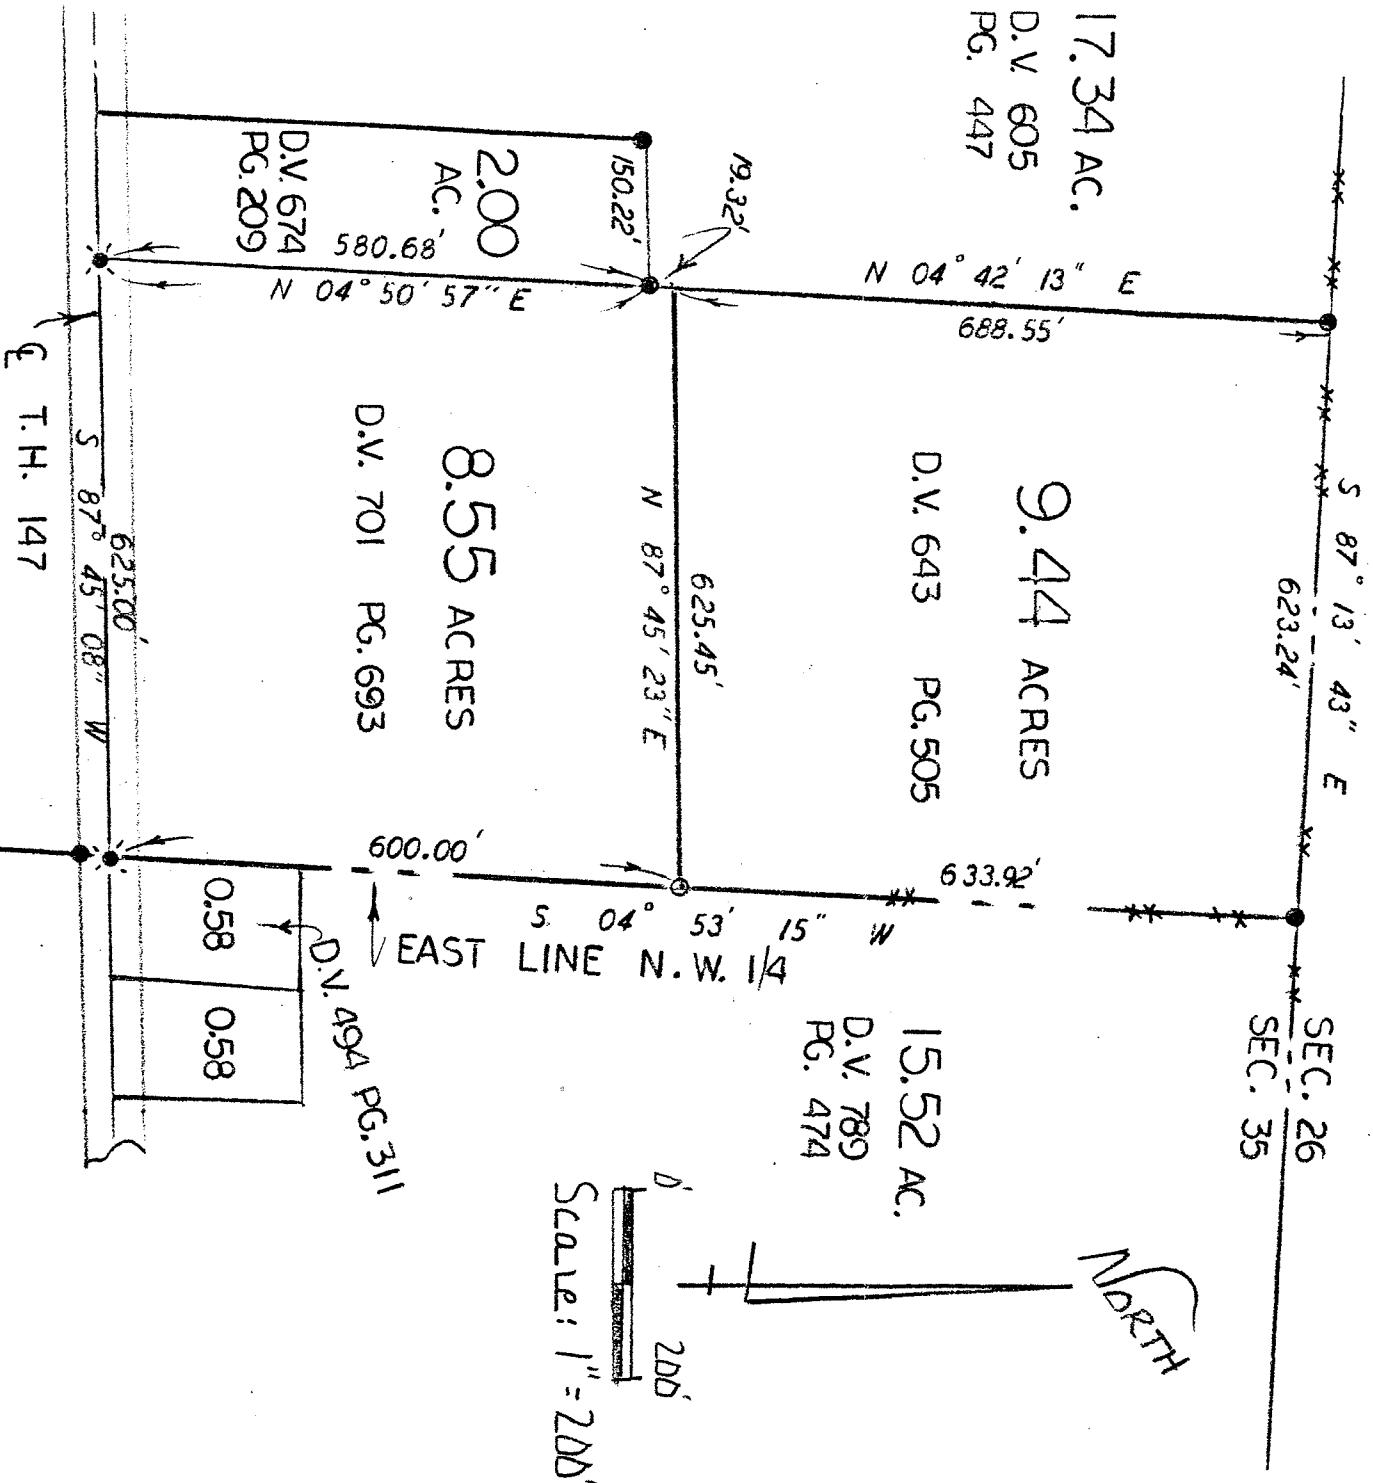 17.34 AC.
D.V. 605
PG. 447
19.32'
150.22'
2.00
AC.
D.V. 674
PG. 209
580.68'
N 04° 50' 57" E
N 04° 42' 13" E
688.55'
S 87° 13' 43" E
623.24'
9.44 ACRES
D.V. 643 PG. 505
625.45'
N 87° 45' 23" E
8.55 ACRES
D.V. 701 PG. 693
625.00'
S 87° 45' 08" W
℄ T.H. 147
600.00'
633.92'
S 04° 53' 15" W
EAST LINE N.W. 1/4
0.58
0.58
D.V. 494 PG. 311
15.52 AC.
D.V. 789
PG. 474
SEC. 26
SEC. 35
NORTH
0' 200'
Scale: 1" = 200'